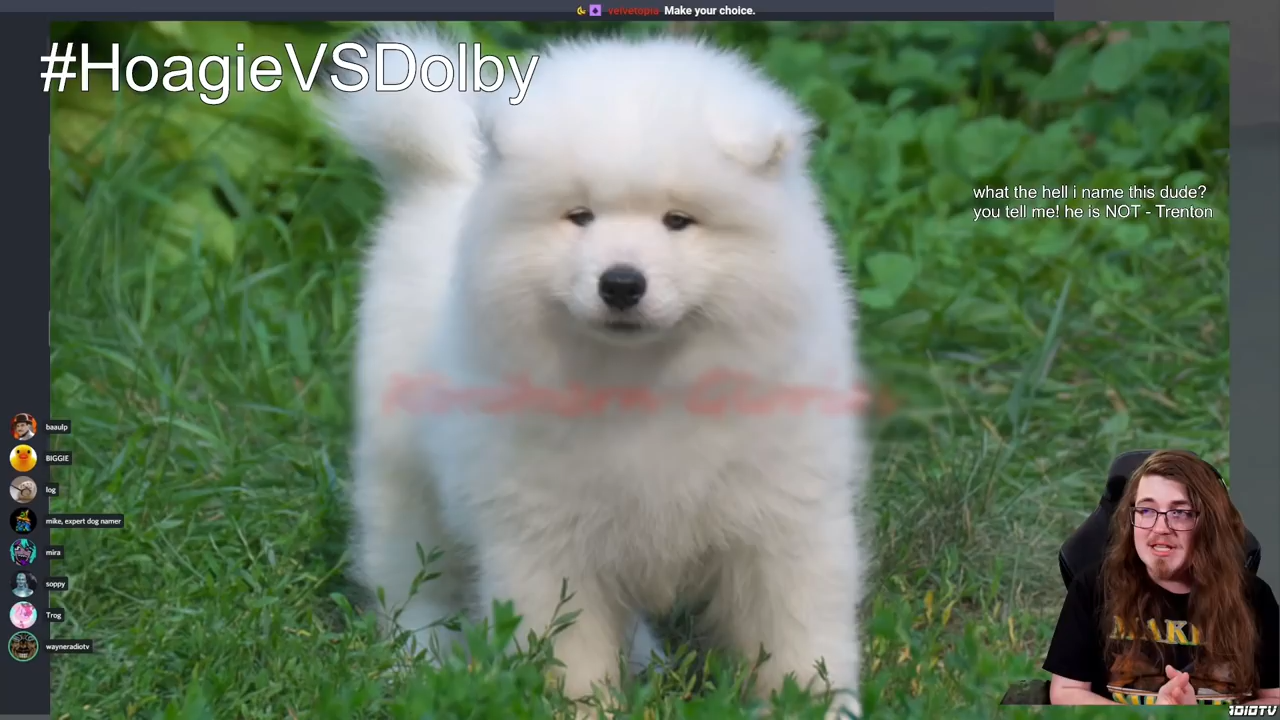 velvetopia Make your choice.
#HoagieVSDolby
what the hell i name this dude?
you tell me! he is NOT - Trenton
baaulp
BIGGIE
log
mike, expert dog namer
mira
soppy
Trog
wayneradiotv